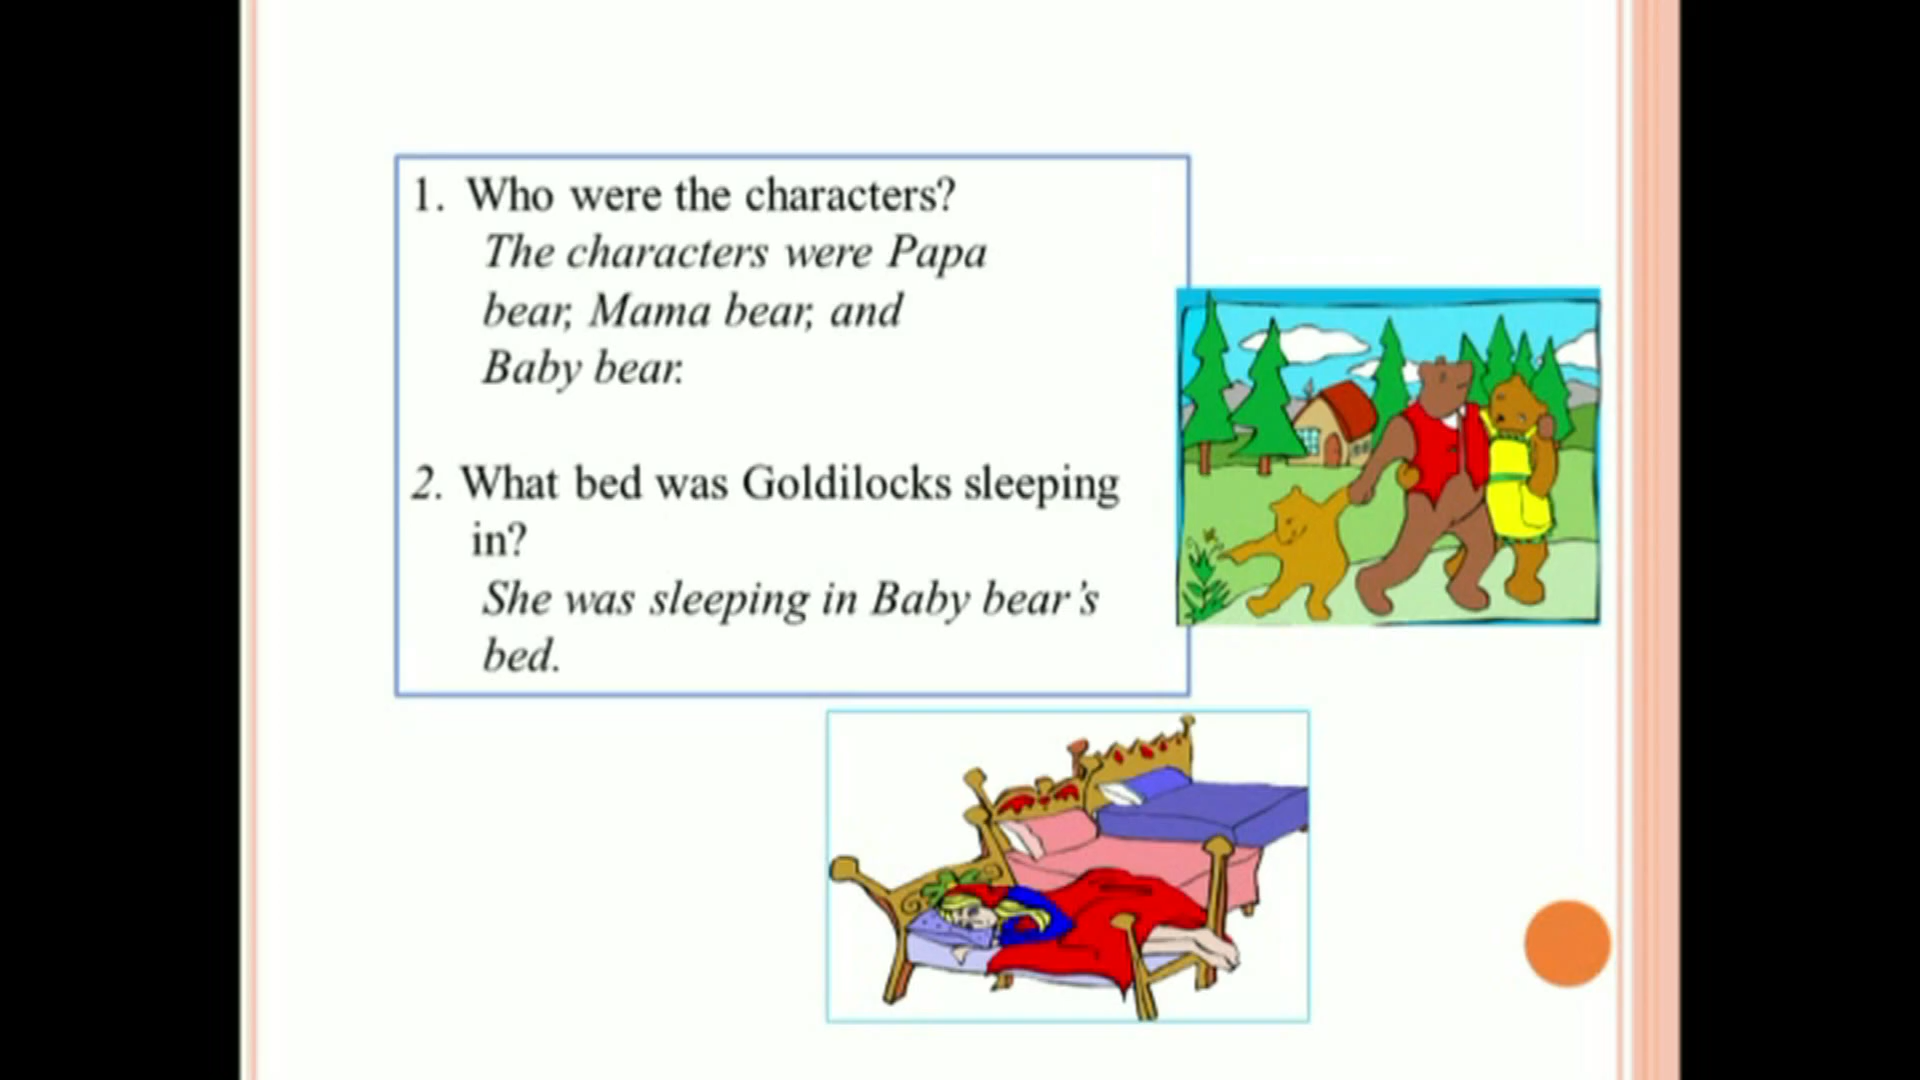 1. Who were the characters?
The characters were Papa
bear, Mama bear, and
Baby bear.
2. What bed was Goldilocks sleeping
in?
She was sleeping in Baby bear’s
bed.